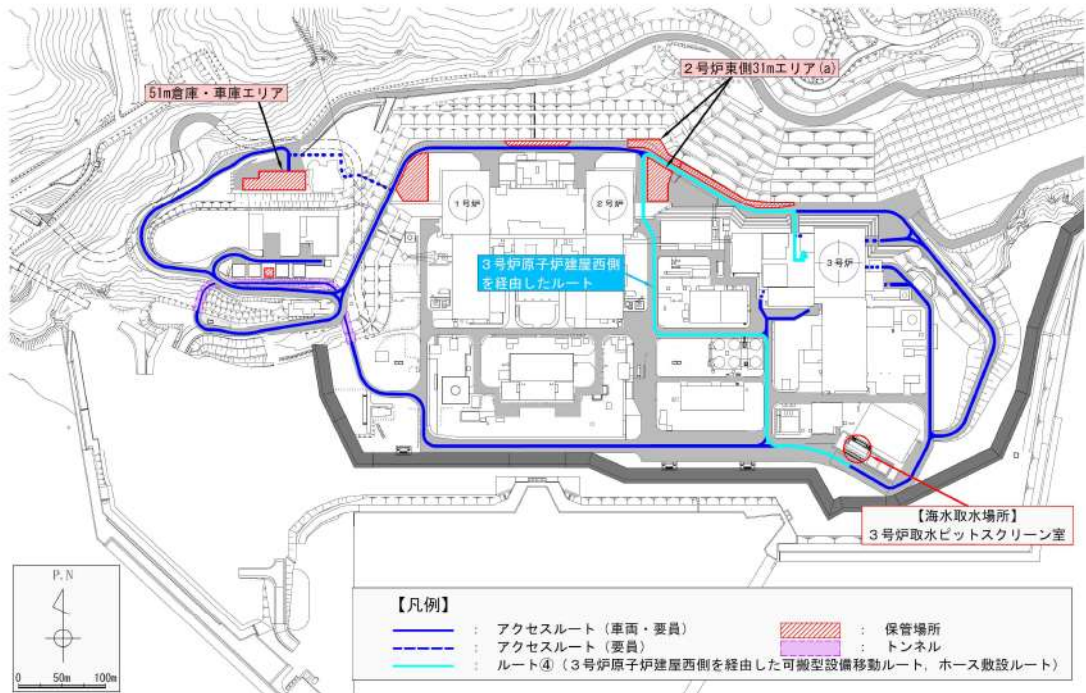 51m倉庫・車庫エリア
2号炉東側31mエリア(a)
1号炉
2号炉
3号炉
3号炉原子炉建屋西側
を経由したルート
【海水取水場所】
3号炉取水ピットスクリーン室
P.N
0 50m 100m
【凡例】
: アクセスルート(車両・要員)
: アクセスルート(要員)
: ルート④(3号炉原子炉建屋西側を経由した可搬型設備移動ルート,ホース敷設ルート)
: 保管場所
: トンネル